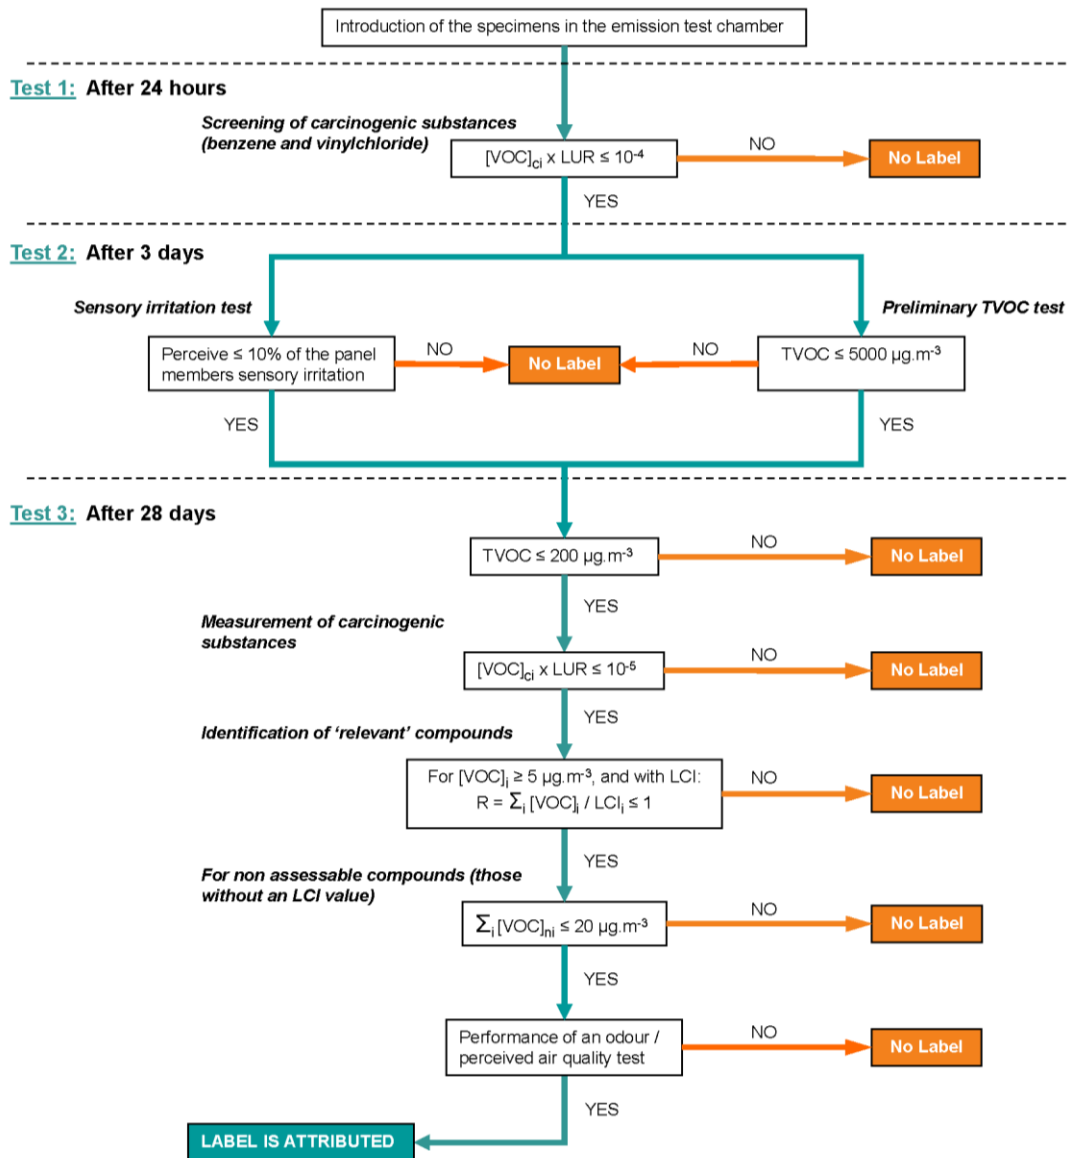 Introduction of the specimens in the emission test chamber
Test 1: After 24 hours
Screening of carcinogenic substances
(benzene and vinylchloride)
[VOC]ci x LUR ≤ 10-4
NO
No Label
YES
Test 2: After 3 days
Sensory irritation test
Preliminary TVOC test
Perceive ≤ 10% of the panel
members sensory irritation
NO
No Label
NO
TVOC ≤ 5000 µg.m-3
YES
YES
Test 3: After 28 days
TVOC ≤ 200 µg.m-3
NO
No Label
YES
Measurement of carcinogenic
substances
[VOC]ci x LUR ≤ 10-5
NO
No Label
YES
Identification of ‘relevant’ compounds
For [VOC]i ≥ 5 µg.m-3, and with LCI:
R = Σi [VOC]i / LCIi ≤ 1
NO
No Label
YES
For non assessable compounds (those
without an LCI value)
Σi [VOC]ni ≤ 20 µg.m-3
NO
No Label
YES
Performance of an odour /
perceived air quality test
NO
No Label
YES
LABEL IS ATTRIBUTED